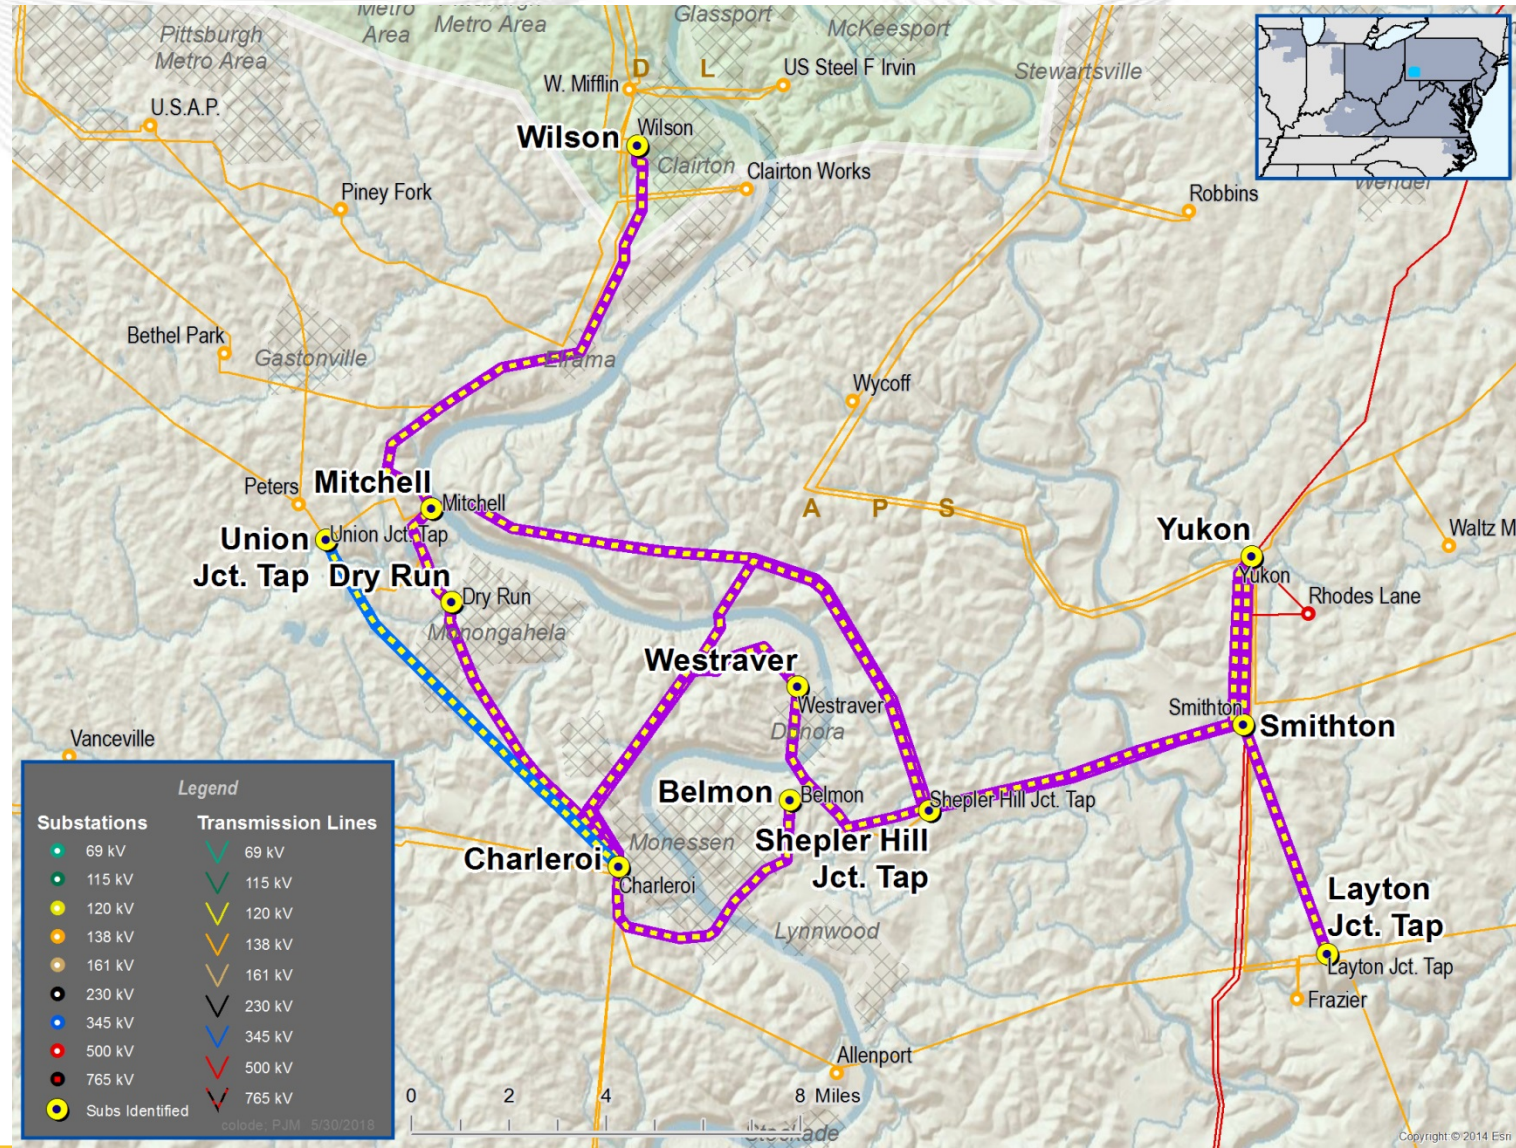 Pittsburgh
Metro Area
Metro
Area
Metro Area
Glassport
McKeesport
Stewartsville
D L
W. Mifflin
US Steel F Irvin
U.S.A.P.
Wilson
Wilson
Clairton
Clairton Works
Piney Fork
Robbins
Wendel
Bethel Park
Gastonville
Elrama
Wycoff
Peters
Mitchell
Mitchell
A P S
Union
Jct. Tap
Union Jct. Tap
Dry Run
Dry Run
Monongahela
Yukon
Yukon
Waltz M
Rhodes Lane
Westraver
Westraver
Donora
Smithton
Smithton
Vanceville
Belmon
Belmon
Shepler Hill Jct. Tap
Shepler Hill
Jct. Tap
Monessen
Charleroi
Charleroi
Lynnwood
Layton
Jct. Tap
Layton Jct. Tap
Frazier
Allenport
Stockade
Legend
Substations
69 kV
115 kV
120 kV
138 kV
161 kV
230 kV
345 kV
500 kV
765 kV
Subs Identified
Transmission Lines
69 kV
115 kV
120 kV
138 kV
161 kV
230 kV
345 kV
500 kV
765 kV
colode; PJM 5/30/2018
0 2 4 8 Miles
Copyright © 2014 Esri